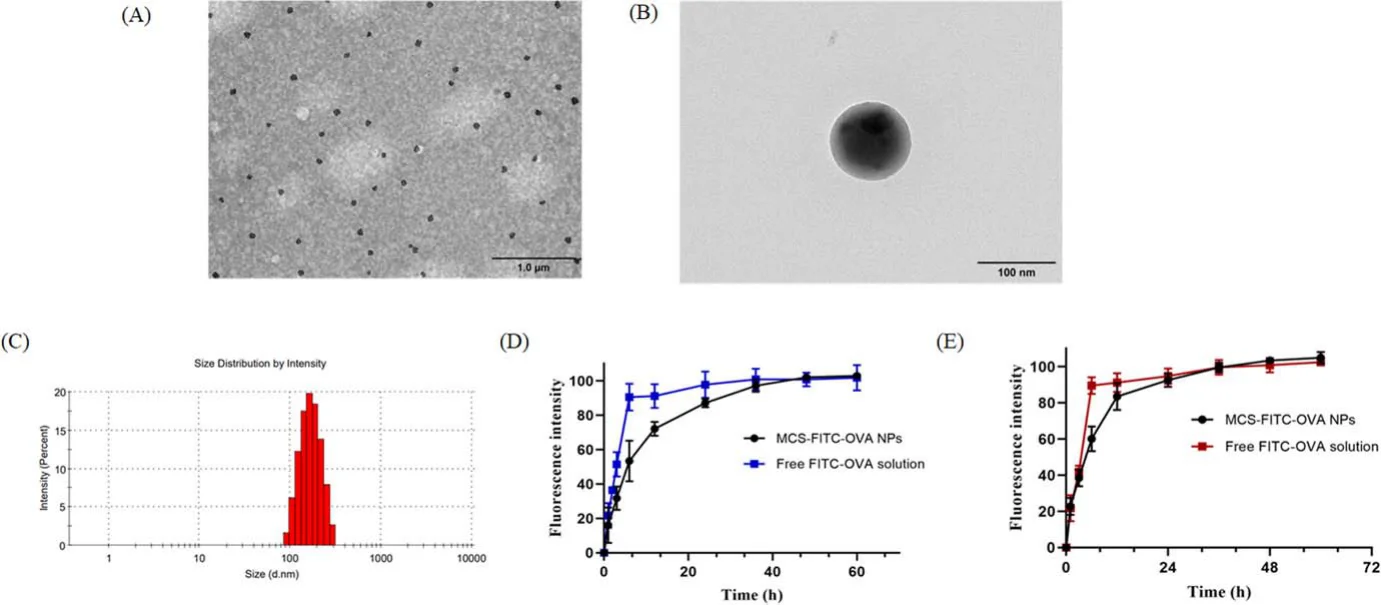 (A)
(B)
1.0 µm
100 nm
(C)
(D)
(E)
Size Distribution by Intensity
Intensity (Percent)
20
15
10
5
0
1
10
100
1000
10000
Size (d.nm)
Fluorescence intensity
100
80
60
40
20
0
MCS-FITC-OVA NPs
Free FITC-OVA solution
0
20
40
60
Time (h)
Fluorescence intensity
100
80
60
40
20
0
MCS-FITC-OVA NPs
Free FITC-OVA solution
0
24
48
72
Time (h)